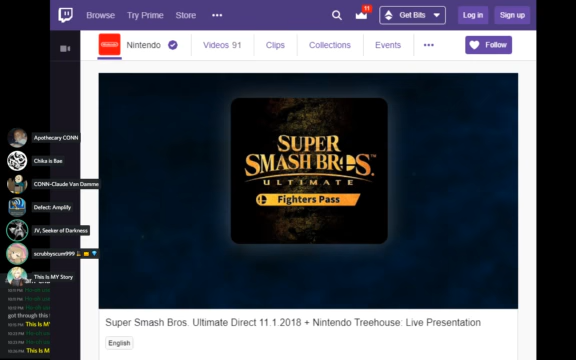 Browse
Try Prime
Store
11
Get Bits
Log in
Sign up
Nintendo
Videos 91
Clips
Collections
Events
Follow
SUPER
SMASH BROS.
ULTIMATE
Fighters Pass
Apothecary CONN
Chika is Bae
CONN-Claude Van Damme
Defect: Amplify
JV, Seeker of Darkness
scrubbyscum999
This Is MY Story
got through this
This Is M
This Is M
Super Smash Bros. Ultimate Direct 11.1.2018 + Nintendo Treehouse: Live Presentation
English